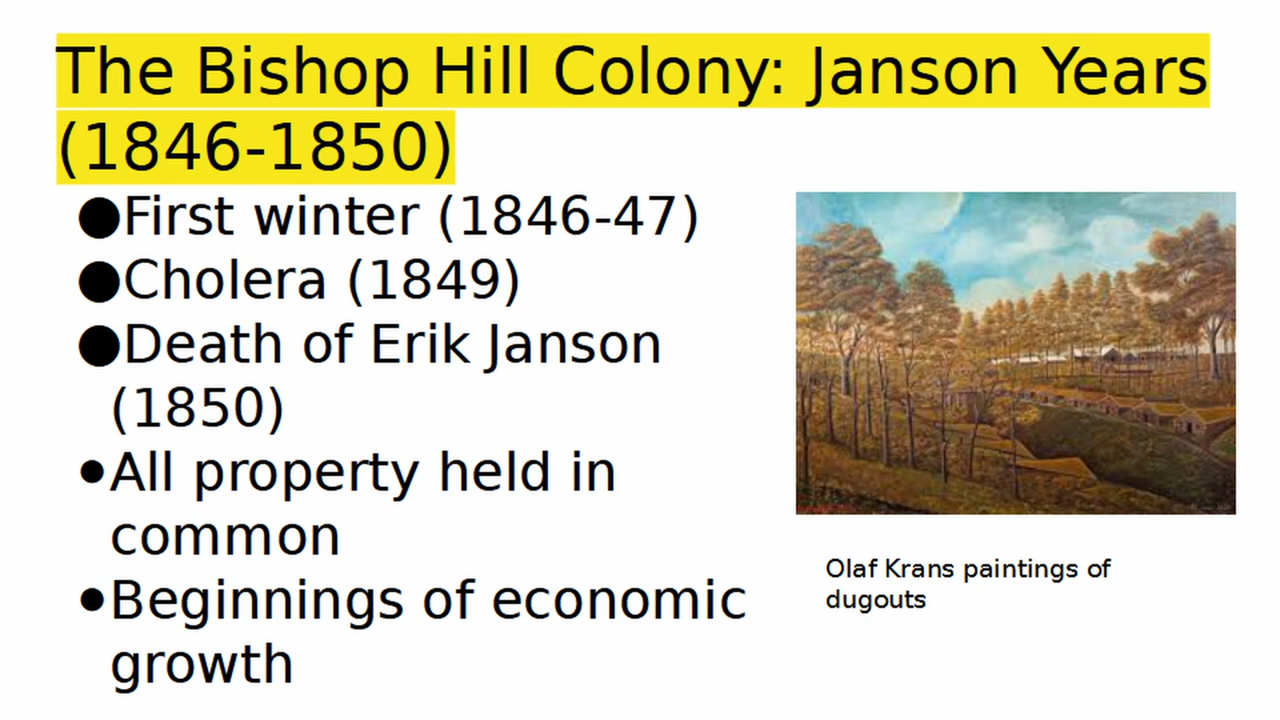 The Bishop Hill Colony: Janson Years
(1846-1850)
●First winter (1846-47)
●Cholera (1849)
●Death of Erik Janson
(1850)
•All property held in
common
•Beginnings of economic
growth
Olaf Krans paintings of
dugouts